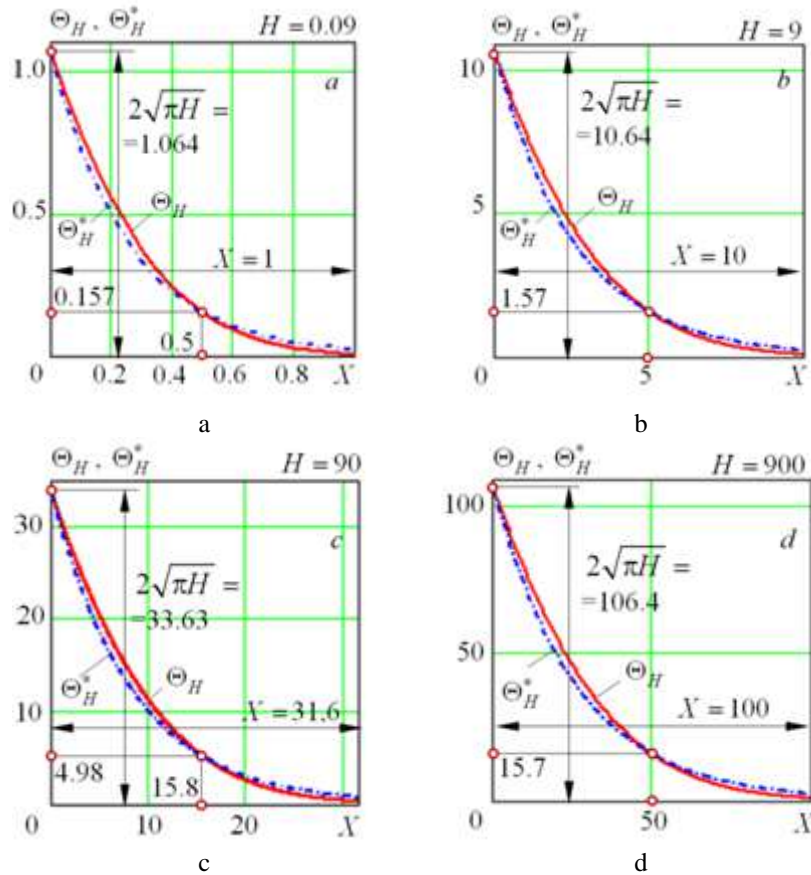 Θ_H , Θ*_H H = 0.09
1.0
a
2√πH =
=1.064
0.5
Θ*_H
Θ_H
X = 1
0.157
0.5
0 0.2 0.4 0.6 0.8 X
a
Θ_H , Θ*_H H = 9
10
b
2√πH =
=10.64
5
Θ*_H
Θ_H
X = 10
1.57
0 5 X
b
Θ_H , Θ*_H H = 90
30
c
2√πH =
=33.63
20
Θ*_H
Θ_H
10
X = 31.6
4.98
15.8
0 10 20 X
c
Θ_H , Θ*_H H = 900
100
d
2√πH =
=106.4
50
Θ*_H
Θ_H
X = 100
15.7
0 50 X
d